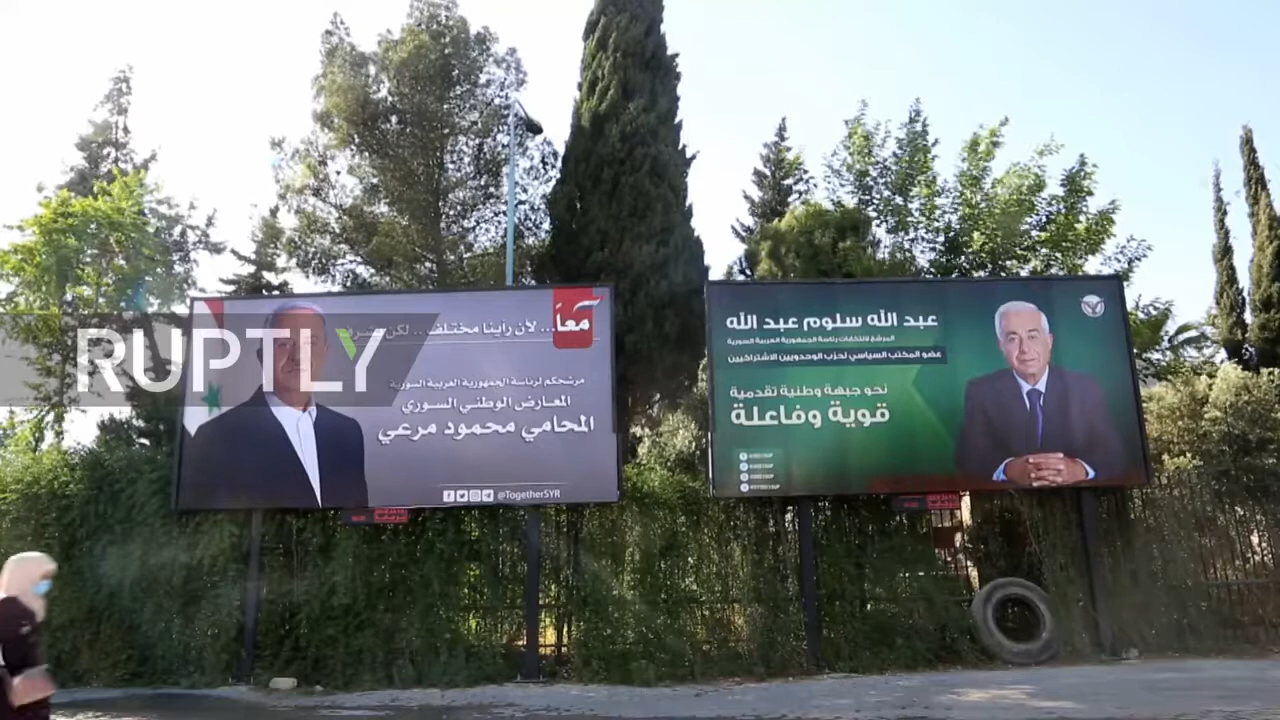 RUPTLY
معاً
معاً... لأن رأينا مختلف .. لكن
مرشحكم لرئاسة الجمهورية العربية السورية
المعارض الوطني السوري
المحامي محمود مرعي
@TogetherSYR
عبد الله سلوم عبد الله
المرشح لانتخابات رئاسة الجمهورية العربية السورية
عضو المكتب السياسي لحزب الوحدويين الاشتراكيين
نحو جبهة وطنية تقدمية
قوية وفاعلة